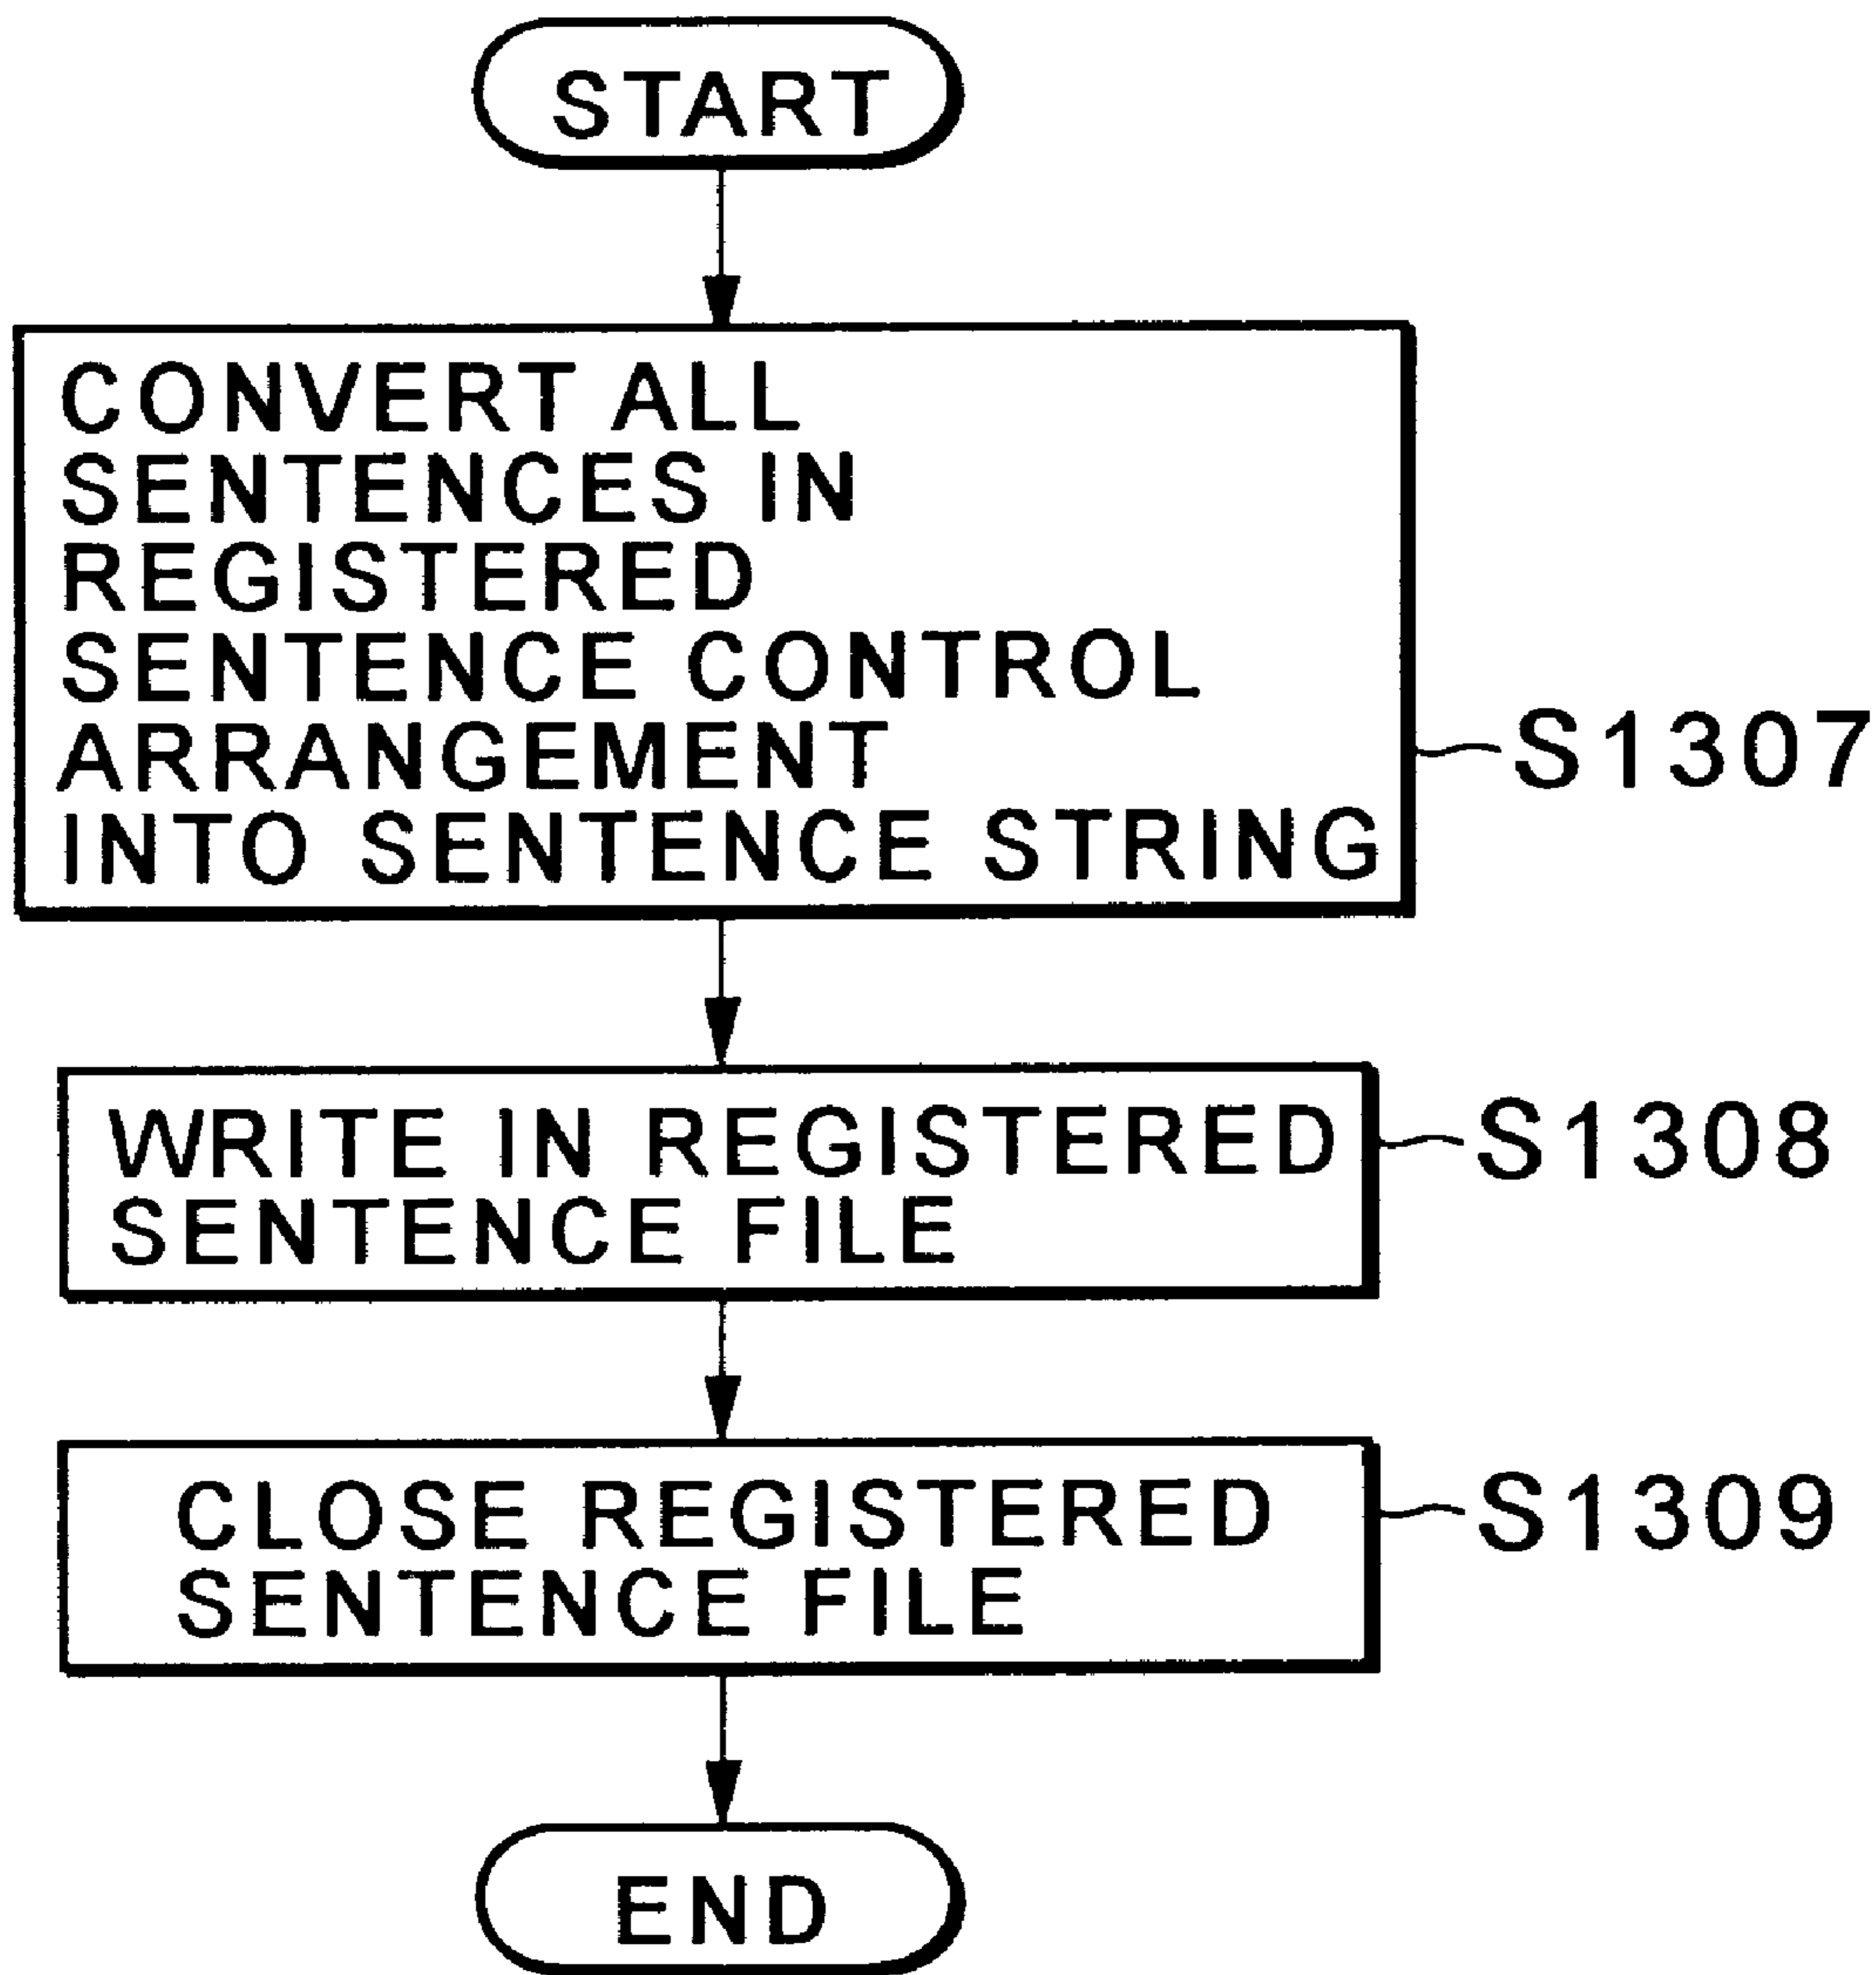 START
CONVERT ALL
SENTENCES IN
REGISTERED
SENTENCE CONTROL
ARRANGEMENT
INTO SENTENCE STRING
S1307
WRITE IN REGISTERED
SENTENCE FILE
S1308
CLOSE REGISTERED
SENTENCE FILE
S1309
END